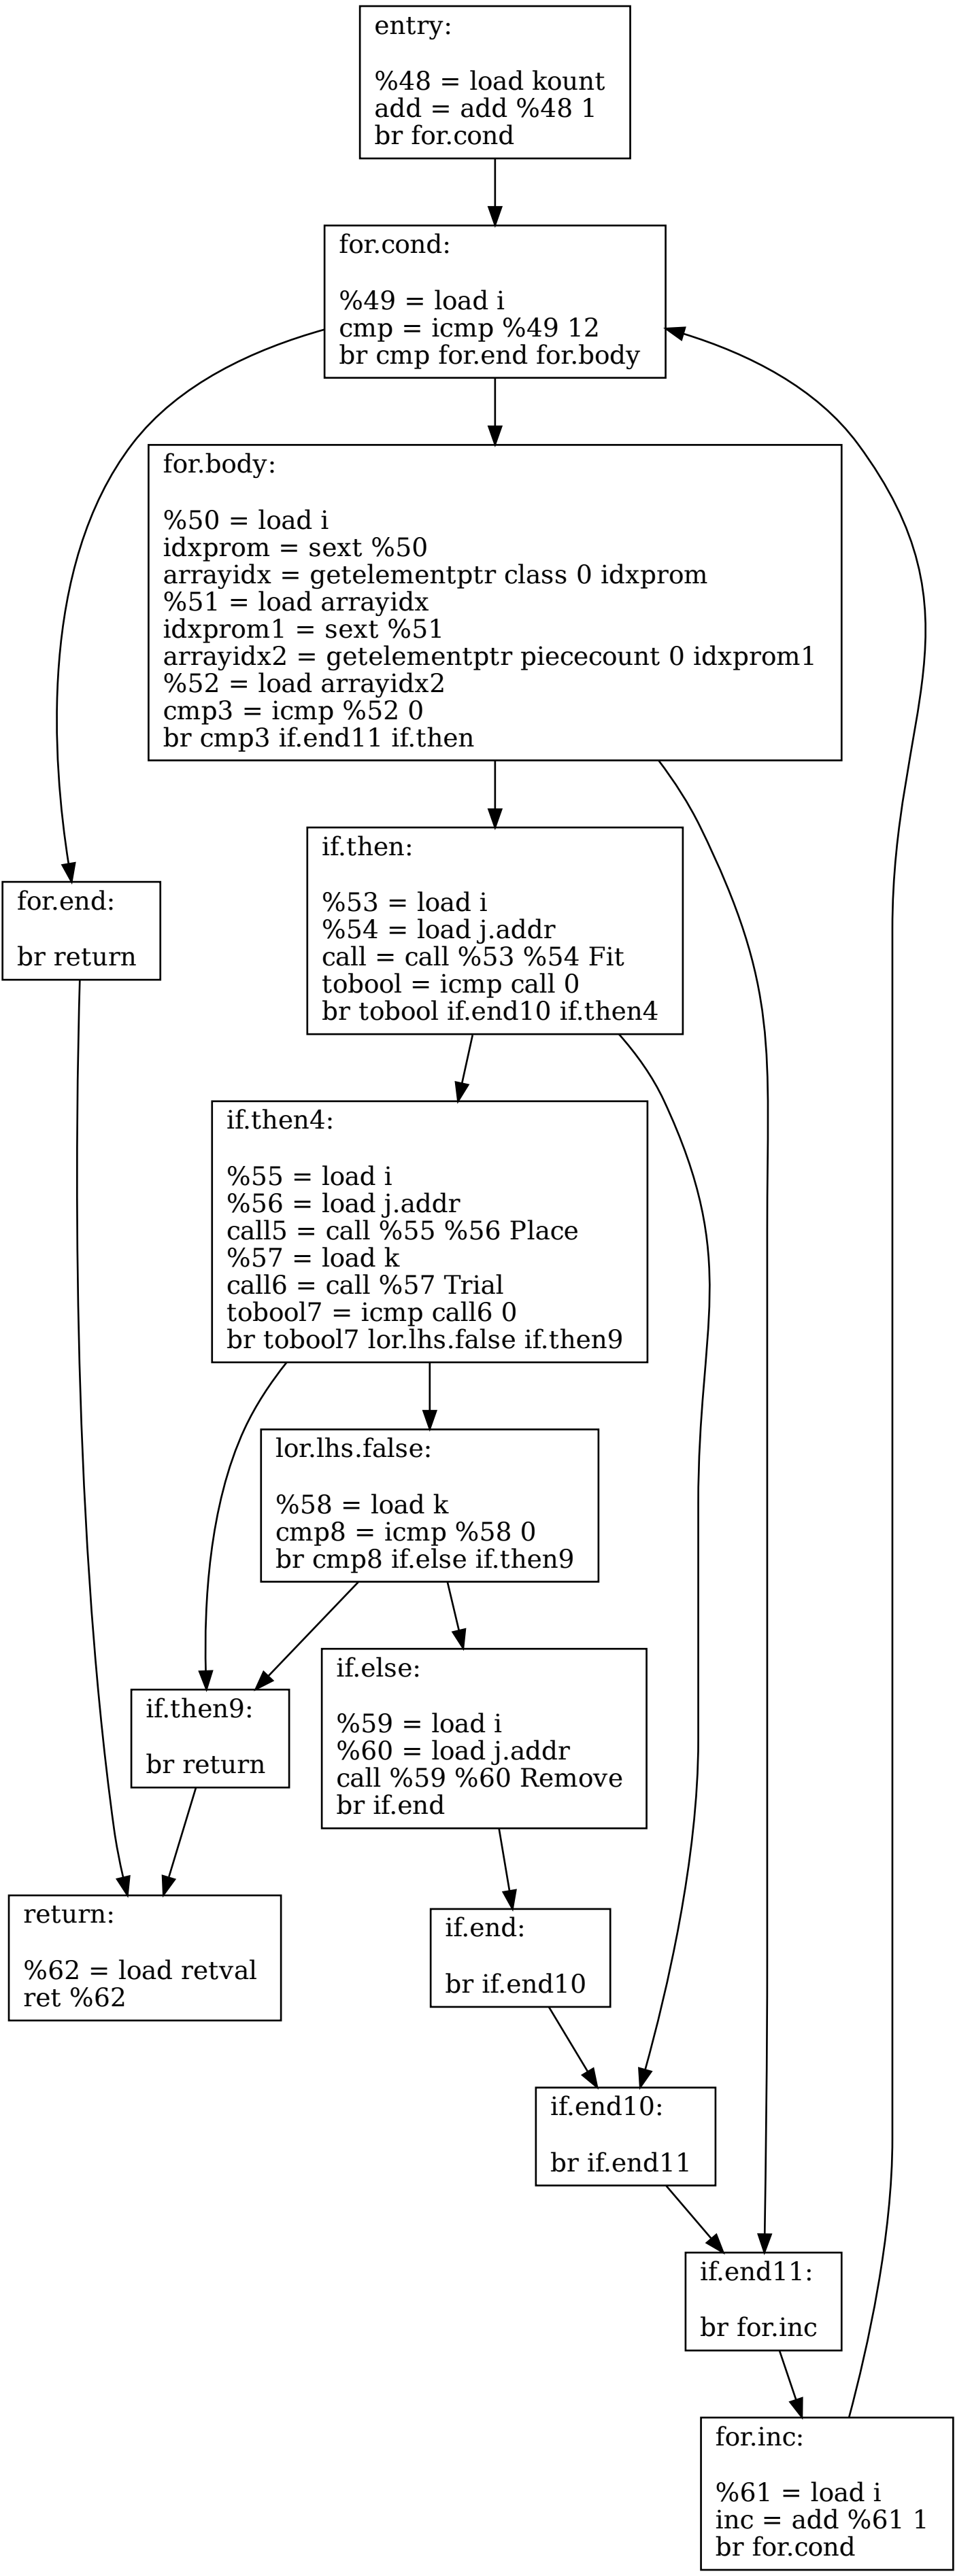 entry:
%48 = load kount
add = add %48 1
br for.cond
for.cond:
%49 = load i
cmp = icmp %49 12
br cmp for.end for.body
for.body:
%50 = load i
idxprom = sext %50
arrayidx = getelementptr class 0 idxprom
%51 = load arrayidx
idxprom1 = sext %51
arrayidx2 = getelementptr piececount 0 idxprom1
%52 = load arrayidx2
cmp3 = icmp %52 0
br cmp3 if.end11 if.then
if.then:
%53 = load i
%54 = load j.addr
call = call %53 %54 Fit
tobool = icmp call 0
br tobool if.end10 if.then4
for.end:
br return
if.then4:
%55 = load i
%56 = load j.addr
call5 = call %55 %56 Place
%57 = load k
call6 = call %57 Trial
tobool7 = icmp call6 0
br tobool7 lor.lhs.false if.then9
lor.lhs.false:
%58 = load k
cmp8 = icmp %58 0
br cmp8 if.else if.then9
if.else:
%59 = load i
%60 = load j.addr
call %59 %60 Remove
br if.end
if.then9:
br return
return:
%62 = load retval
ret %62
if.end:
br if.end10
if.end10:
br if.end11
if.end11:
br for.inc
for.inc:
%61 = load i
inc = add %61 1
br for.cond